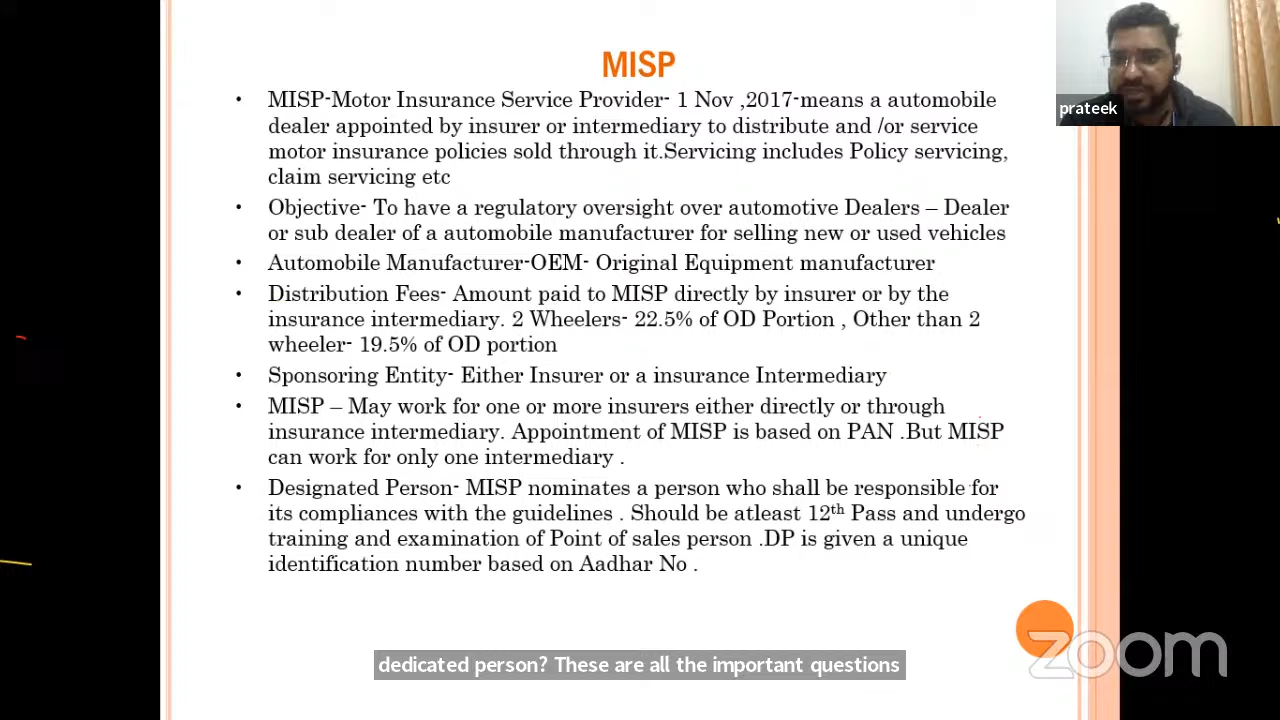 MISP
• MISP-Motor Insurance Service Provider- 1 Nov ,2017-means a automobile
dealer appointed by insurer or intermediary to distribute and /or service
motor insurance policies sold through it.Servicing includes Policy servicing,
claim servicing etc
• Objective- To have a regulatory oversight over automotive Dealers – Dealer
or sub dealer of a automobile manufacturer for selling new or used vehicles
• Automobile Manufacturer-OEM- Original Equipment manufacturer
• Distribution Fees- Amount paid to MISP directly by insurer or by the
insurance intermediary. 2 Wheelers- 22.5% of OD Portion , Other than 2
wheeler- 19.5% of OD portion
• Sponsoring Entity- Either Insurer or a insurance Intermediary
• MISP – May work for one or more insurers either directly or through
insurance intermediary. Appointment of MISP is based on PAN .But MISP
can work for only one intermediary .
• Designated Person- MISP nominates a person who shall be responsible for
its compliances with the guidelines . Should be atleast 12th Pass and undergo
training and examination of Point of sales person .DP is given a unique
identification number based on Aadhar No .
prateek
dedicated person? These are all the important questions
zoom